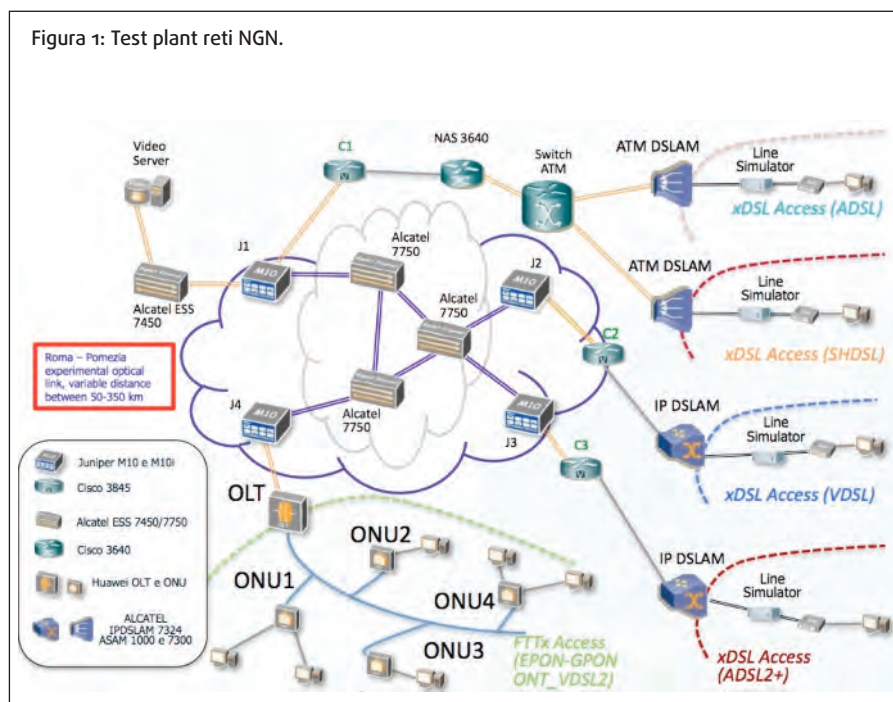 Figura 1: Test plant reti NGN.
Video
Server
C1
NAS 3640
Switch
ATM
ATM DSLAM
Line
Simulator
xDSL Access (ADSL)
J1
M10
Alcatel
7750
J2
M10
Alcatel ESS
7450
Alcatel
7750
ATM DSLAM
Line
Simulator
xDSL Access (SHDSL)
C2
Roma – Pomezia
experimental optical
link, variable distance
between 50-350 km
J4
M10
Alcatel
7750
M10
J3
C3
IP DSLAM
Line
Simulator
xDSL Access (VDSL)
Juniper M10 e M10i
Cisco 3845
Alcatel ESS 7450/7750
Cisco 3640
Huawei OLT e ONU
ALCATEL
IPDSLAM 7324
ASAM 1000 e 7300
OLT
ONU2
ONU1
ONU4
ONU3
FTTx Access
(EPON-GPON
ONT_VDSL2)
IP DSLAM
Line
Simulator
xDSL Access
(ADSL2+)